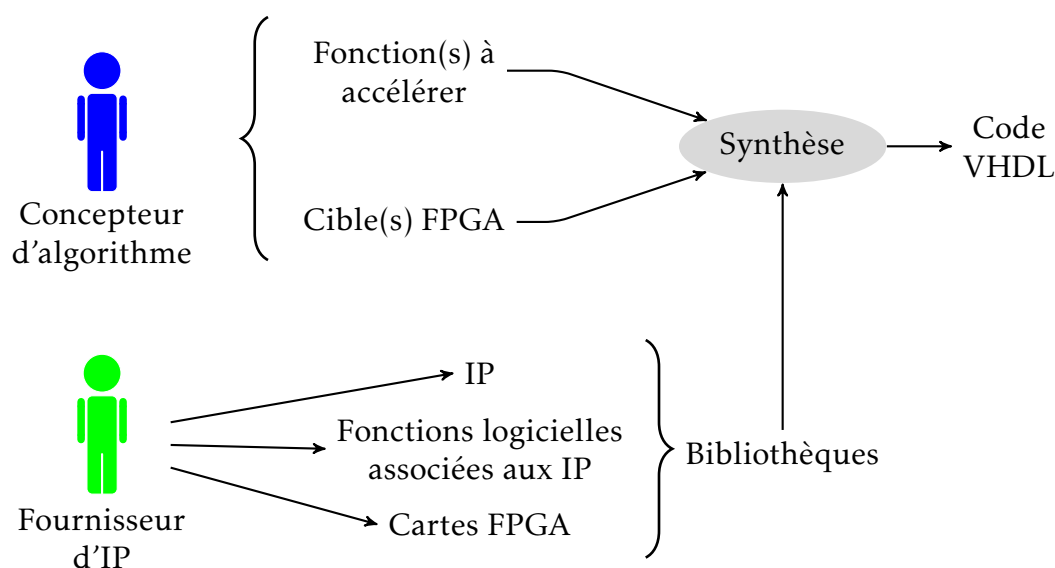 Fonction(s) à
accélérer
Synthèse
Code
VHDL
Concepteur
d'algorithme
Cible(s) FPGA
IP
Fonctions logicielles
associées aux IP
Bibliothèques
Cartes FPGA
Fournisseur
d'IP